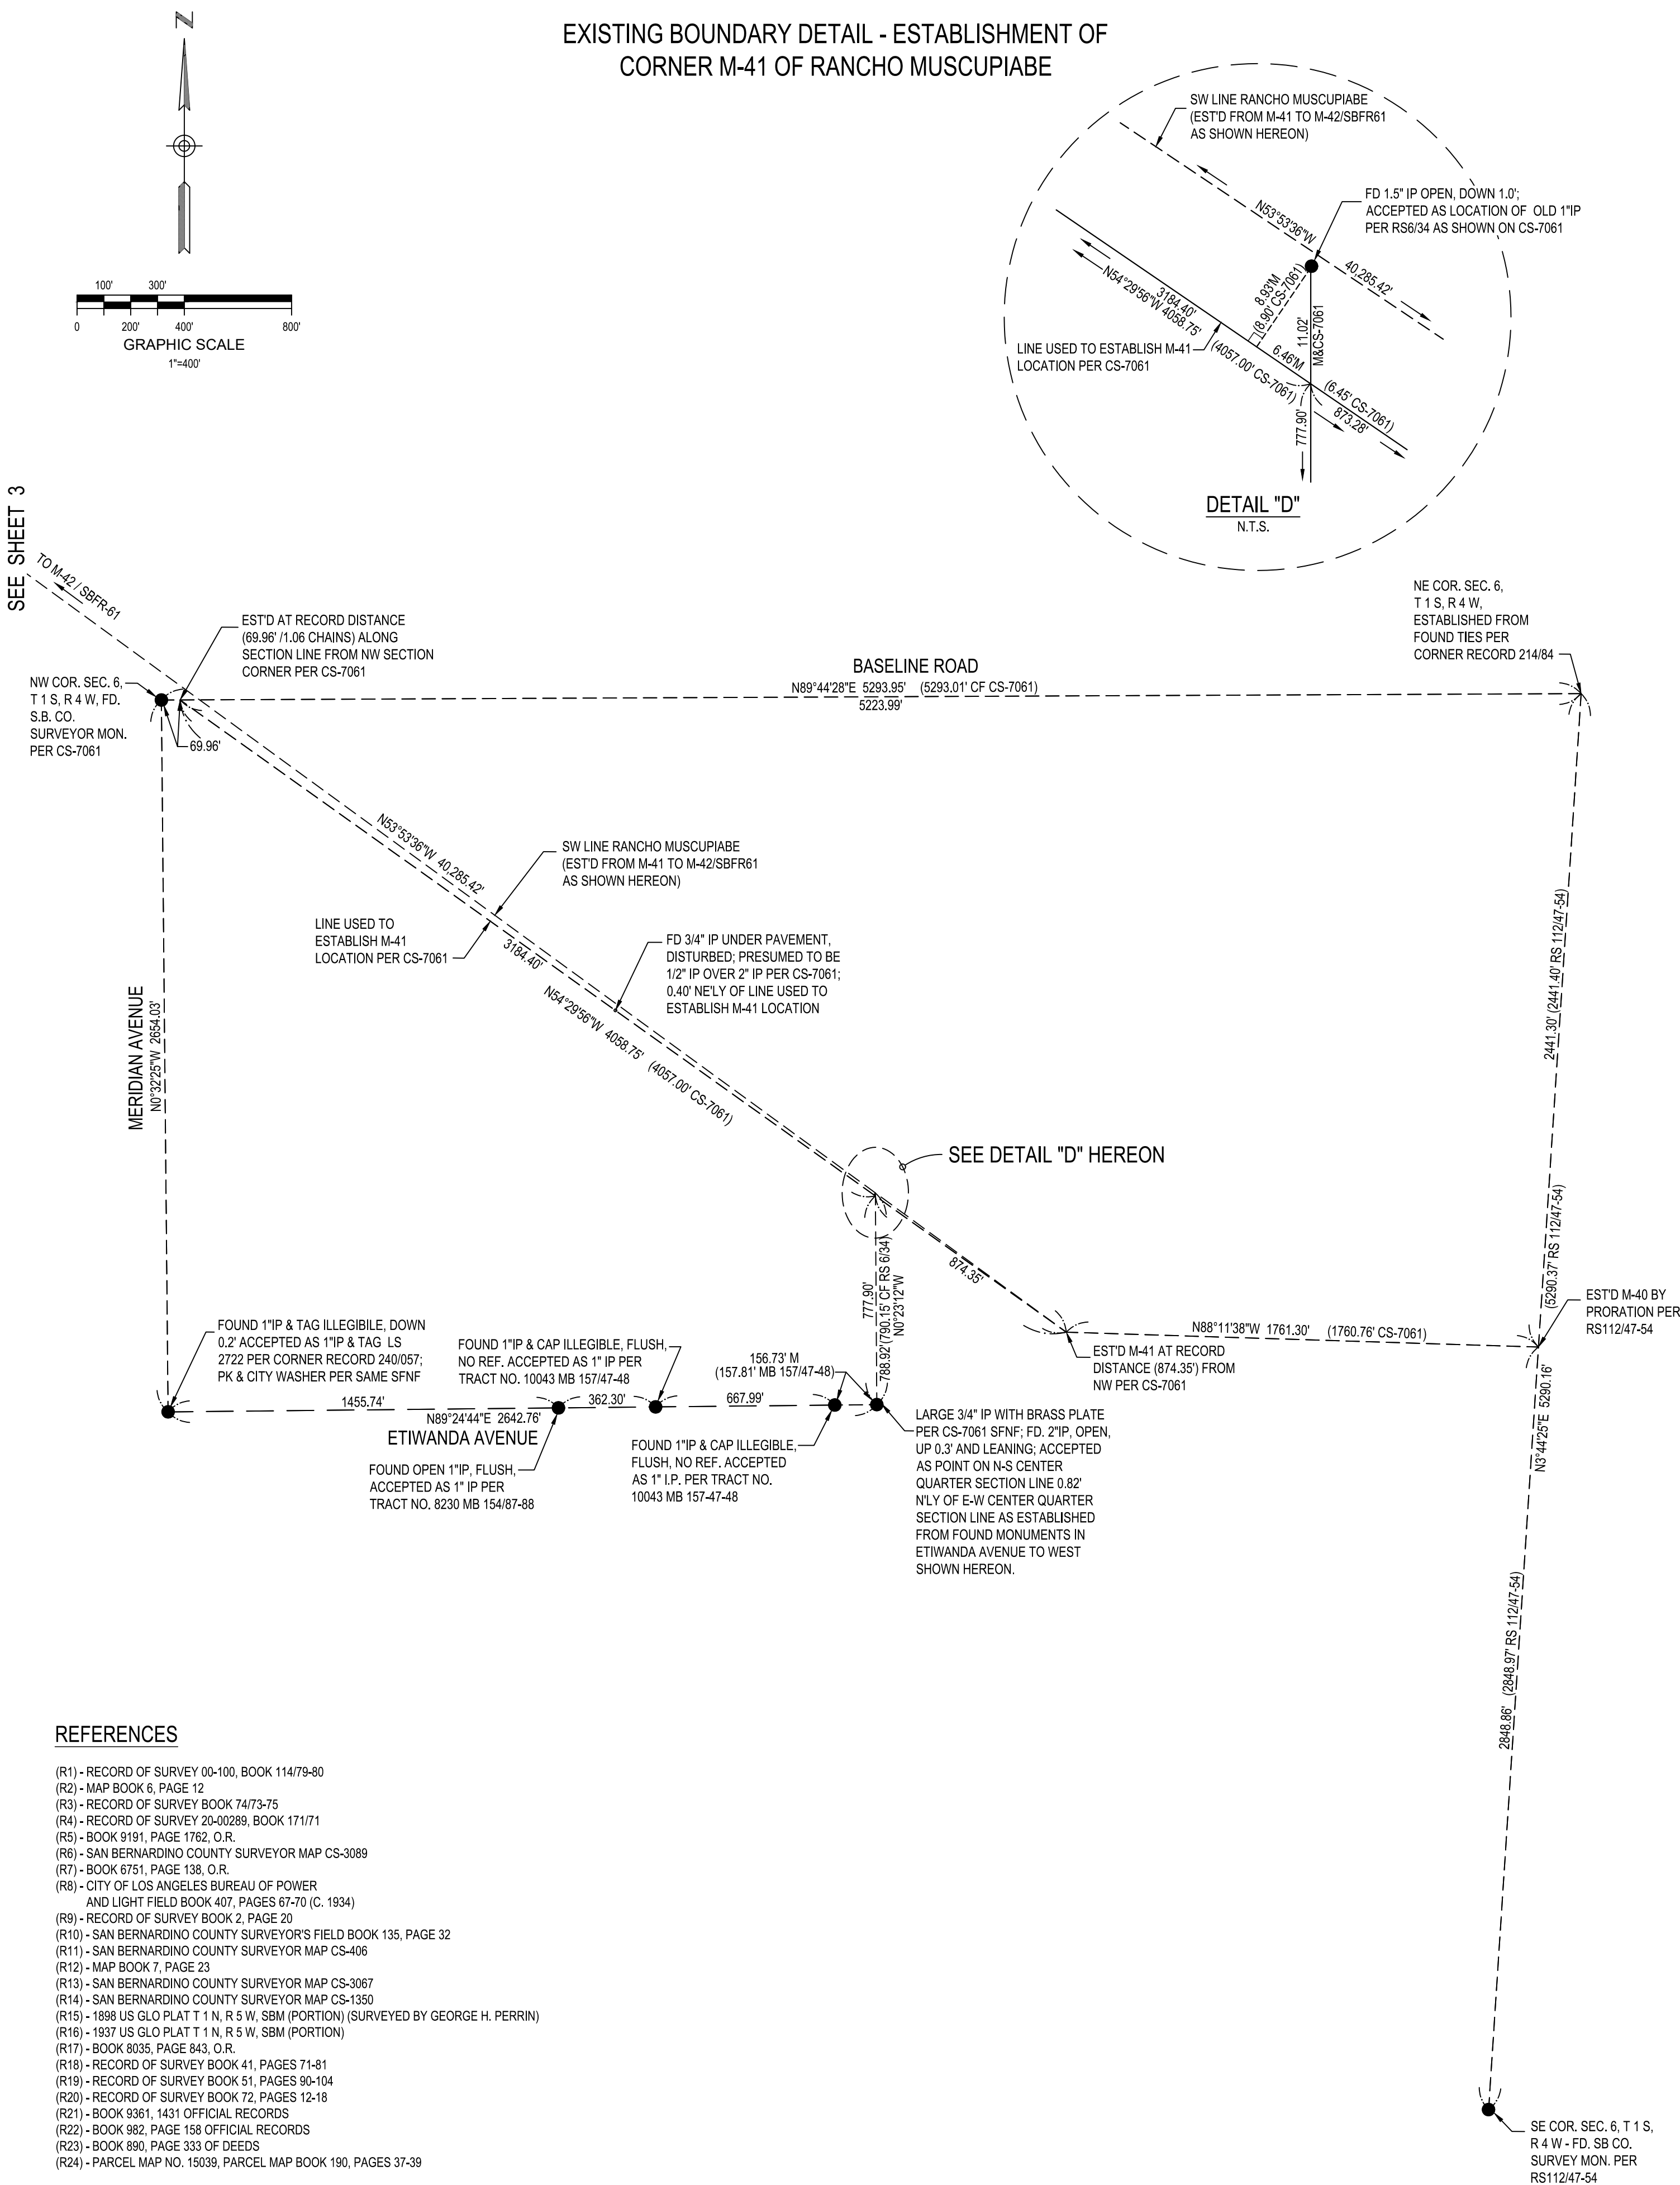 EXISTING BOUNDARY DETAIL - ESTABLISHMENT OF
CORNER M-41 OF RANCHO MUSCUPIABE
N
100' 300'
0 200' 400' 800'
GRAPHIC SCALE
1"=400'
SW LINE RANCHO MUSCUPIABE
(EST'D FROM M-41 TO M-42/SBFR61
AS SHOWN HEREON)
FD 1.5" IP OPEN, DOWN 1.0';
ACCEPTED AS LOCATION OF OLD 1"IP
PER RS6/34 AS SHOWN ON CS-7061
N53°53'36"W
40,285.42'
3184.40'
N54°29'56"W 4058.75'
(4057.00' CS-7061)
8.93'M
(8.90' CS-7061)
11.02'
M&CS-7061
LINE USED TO ESTABLISH M-41
LOCATION PER CS-7061
6.46'M
(6.45' CS-7061)
873.28'
777.90'
DETAIL "D"
N.T.S.
SEE SHEET 3
TO M-42 / SBFR-61
EST'D AT RECORD DISTANCE
(69.96' /1.06 CHAINS) ALONG
SECTION LINE FROM NW SECTION
CORNER PER CS-7061
NE COR. SEC. 6,
T 1 S, R 4 W,
ESTABLISHED FROM
FOUND TIES PER
CORNER RECORD 214/84
NW COR. SEC. 6,
T 1 S, R 4 W, FD.
S.B. CO.
SURVEYOR MON.
PER CS-7061
69.96'
BASELINE ROAD
N89°44'28"E 5293.95' (5293.01' CF CS-7061)
5223.99'
N53°53'36"W 40,285.42'
SW LINE RANCHO MUSCUPIABE
(EST'D FROM M-41 TO M-42/SBFR61
AS SHOWN HEREON)
LINE USED TO
ESTABLISH M-41
LOCATION PER CS-7061
3184.40'
FD 3/4" IP UNDER PAVEMENT,
DISTURBED; PRESUMED TO BE
1/2" IP OVER 2" IP PER CS-7061;
0.40' NE'LY OF LINE USED TO
ESTABLISH M-41 LOCATION
N54°29'56"W 4058.75' (4057.00' CS-7061)
MERIDIAN AVENUE
N0°32'25"W 2654.03'
2441.30' (2441.40' RS 112/47-54)
SEE DETAIL "D" HEREON
(5290.37' RS 112/47-54)
N3°44'25"E 5290.16'
777.90'
788.92'(790.15' CF RS 6/34)
N0°23'12"W
874.35'
N88°11'38"W 1761.30' (1760.76' CS-7061)
EST'D M-40 BY
PRORATION PER
RS112/47-54
EST'D M-41 AT RECORD
DISTANCE (874.35') FROM
NW PER CS-7061
FOUND 1"IP & TAG ILLEGIBILE, DOWN
0.2' ACCEPTED AS 1"IP & TAG LS
2722 PER CORNER RECORD 240/057;
PK & CITY WASHER PER SAME SFNF
FOUND 1"IP & CAP ILLEGIBLE, FLUSH,
NO REF. ACCEPTED AS 1" IP PER
TRACT NO. 10043 MB 157/47-48
156.73' M
(157.81' MB 157/47-48)
1455.74'
362.30'
667.99'
N89°24'44"E 2642.76'
ETIWANDA AVENUE
FOUND OPEN 1"IP, FLUSH,
ACCEPTED AS 1" IP PER
TRACT NO. 8230 MB 154/87-88
FOUND 1"IP & CAP ILLEGIBLE,
FLUSH, NO REF. ACCEPTED
AS 1" I.P. PER TRACT NO.
10043 MB 157-47-48
LARGE 3/4" IP WITH BRASS PLATE
PER CS-7061 SFNF; FD. 2"IP, OPEN,
UP 0.3' AND LEANING; ACCEPTED
AS POINT ON N-S CENTER
QUARTER SECTION LINE 0.82'
N'LY OF E-W CENTER QUARTER
SECTION LINE AS ESTABLISHED
FROM FOUND MONUMENTS IN
ETIWANDA AVENUE TO WEST
SHOWN HEREON.
2848.86' (2848.97' RS 112/47-54)
SE COR. SEC. 6, T 1 S,
R 4 W - FD. SB CO.
SURVEY MON. PER
RS112/47-54
REFERENCES
(R1) - RECORD OF SURVEY 00-100, BOOK 114/79-80
(R2) - MAP BOOK 6, PAGE 12
(R3) - RECORD OF SURVEY BOOK 74/73-75
(R4) - RECORD OF SURVEY 20-00289, BOOK 171/71
(R5) - BOOK 9191, PAGE 1762, O.R.
(R6) - SAN BERNARDINO COUNTY SURVEYOR MAP CS-3089
(R7) - BOOK 6751, PAGE 138, O.R.
(R8) - CITY OF LOS ANGELES BUREAU OF POWER
AND LIGHT FIELD BOOK 407, PAGES 67-70 (C. 1934)
(R9) - RECORD OF SURVEY BOOK 2, PAGE 20
(R10) - SAN BERNARDINO COUNTY SURVEYOR'S FIELD BOOK 135, PAGE 32
(R11) - SAN BERNARDINO COUNTY SURVEYOR MAP CS-406
(R12) - MAP BOOK 7, PAGE 23
(R13) - SAN BERNARDINO COUNTY SURVEYOR MAP CS-3067
(R14) - SAN BERNARDINO COUNTY SURVEYOR MAP CS-1350
(R15) - 1898 US GLO PLAT T 1 N, R 5 W, SBM (PORTION) (SURVEYED BY GEORGE H. PERRIN)
(R16) - 1937 US GLO PLAT T 1 N, R 5 W, SBM (PORTION)
(R17) - BOOK 8035, PAGE 843, O.R.
(R18) - RECORD OF SURVEY BOOK 41, PAGES 71-81
(R19) - RECORD OF SURVEY BOOK 51, PAGES 90-104
(R20) - RECORD OF SURVEY BOOK 72, PAGES 12-18
(R21) - BOOK 9361, 1431 OFFICIAL RECORDS
(R22) - BOOK 982, PAGE 158 OFFICIAL RECORDS
(R23) - BOOK 890, PAGE 333 OF DEEDS
(R24) - PARCEL MAP NO. 15039, PARCEL MAP BOOK 190, PAGES 37-39